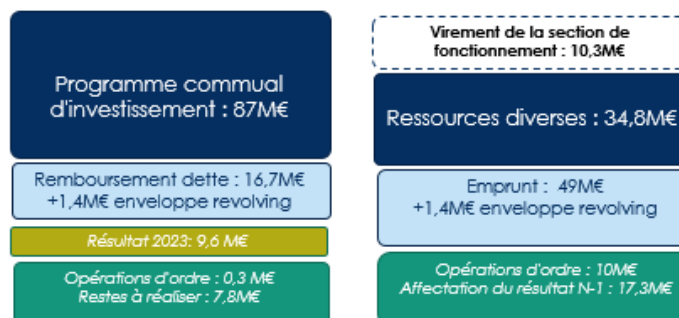 Programme commual
d'investissement : 87M€
Remboursement dette : 16,7M€
+1,4M€ enveloppe revolving
Résultat 2023: 9,6 M€
Opérations d'ordre : 0,3 M€
Restes à réaliser : 7,8M€
Virement de la section de
fonctionnement : 10,3M€
Ressources diverses : 34,8M€
Emprunt : 49M€
+1,4M€ enveloppe revolving
Opérations d'ordre : 10M€
Affectation du résultat N-1 : 17,3M€